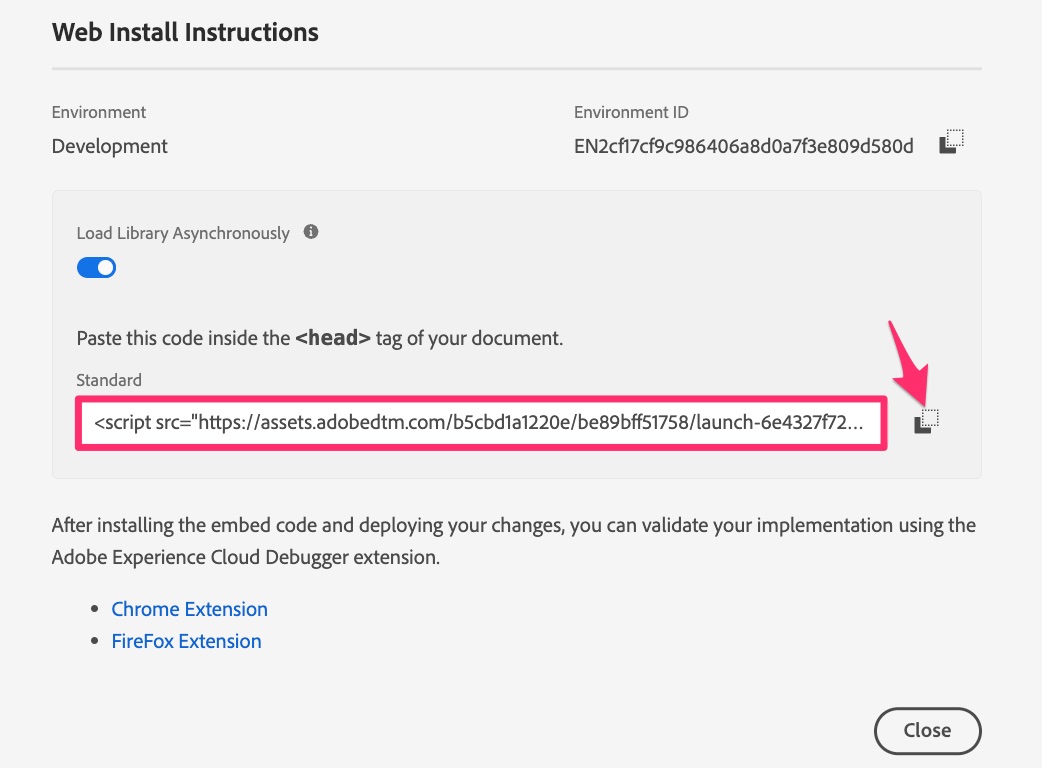 Web Install Instructions
Environment
Environment ID
Development
EN2cf17cf9c986406a8d0a7f3e809d580d
Load Library Asynchronously
Paste this code inside the <head> tag of your document.
Standard
<script src="https://assets.adobedtm.com/b5cbd1a1220e/be89bff51758/launch-6e4327f72...
After installing the embed code and deploying your changes, you can validate your implementation using the
Adobe Experience Cloud Debugger extension.
• Chrome Extension
• FireFox Extension
Close